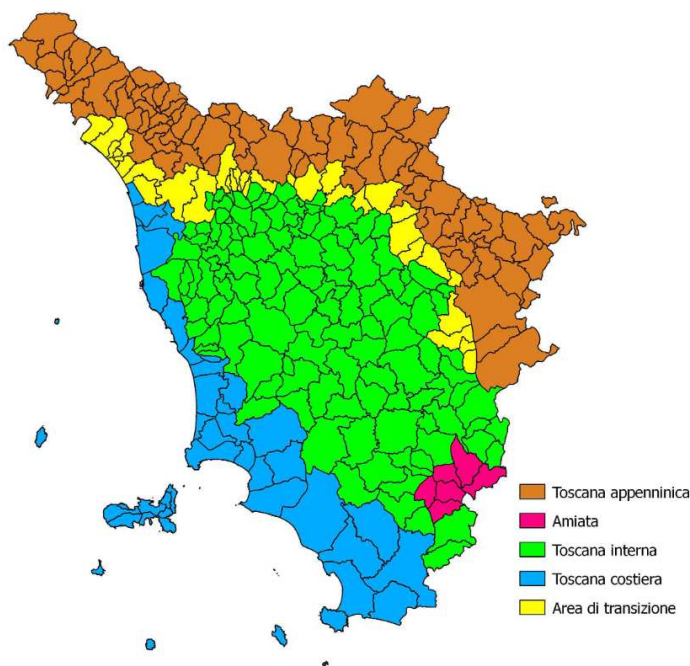 Toscana appenninica
Amiata
Toscana interna
Toscana costiera
Area di transizione